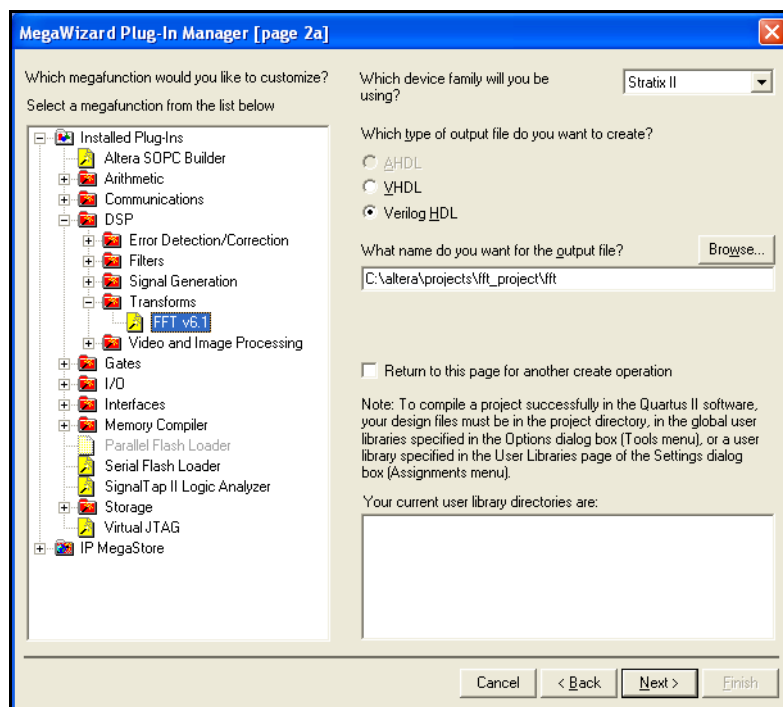 MegaWizard Plug-In Manager [page 2a]
Which megafunction would you like to customize?
Select a megafunction from the list below
Installed Plug-Ins
Altera SOPC Builder
Arithmetic
Communications
DSP
Error Detection/Correction
Filters
Signal Generation
Transforms
FFT v6.1
Video and Image Processing
Gates
I/O
Interfaces
Memory Compiler
Parallel Flash Loader
Serial Flash Loader
SignalTap II Logic Analyzer
Storage
Virtual JTAG
IP MegaStore
Which device family will you be
using?
Stratix II
Which type of output file do you want to create?
AHDL
VHDL
Verilog HDL
What name do you want for the output file?
Browse...
C:\altera\projects\fft_project\fft
Return to this page for another create operation
Note: To compile a project successfully in the Quartus II software,
your design files must be in the project directory, in the global user
libraries specified in the Options dialog box (Tools menu), or a user
library specified in the User Libraries page of the Settings dialog
box (Assignments menu).
Your current user library directories are:
Cancel
< Back
Next >
Finish